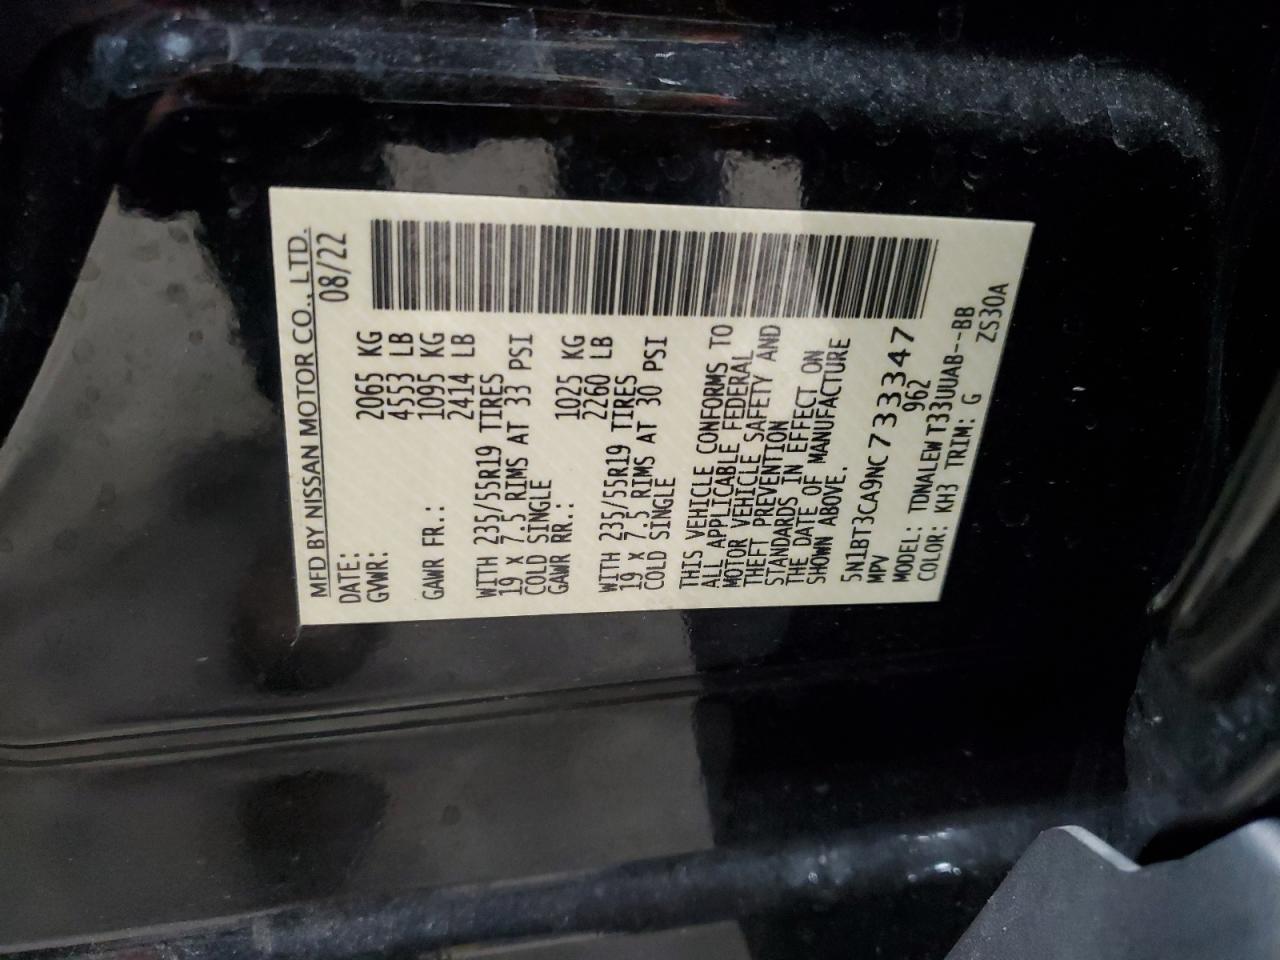 MFD BY NISSAN MOTOR CO., LTD.
DATE: 08/22
GVWR: 2065 KG
4553 LB
GAWR FR.: 1095 KG
2414 LB
WITH 235/55R19 TIRES
19 X 7.5 RIMS AT 33 PSI
COLD SINGLE
GAWR RR.: 1025 KG
2260 LB
WITH 235/55R19 TIRES
19 X 7.5 RIMS AT 30 PSI
COLD SINGLE
THIS VEHICLE CONFORMS TO
ALL APPLICABLE FEDERAL
MOTOR VEHICLE SAFETY AND
THEFT PREVENTION
STANDARDS IN EFFECT ON
THE DATE OF MANUFACTURE
SHOWN ABOVE.
5N1BT3CA9NC733347
MPV 962
MODEL: TDNALEWT33UUAB--BB
COLOR: KH3 TRIM: G ZS30A